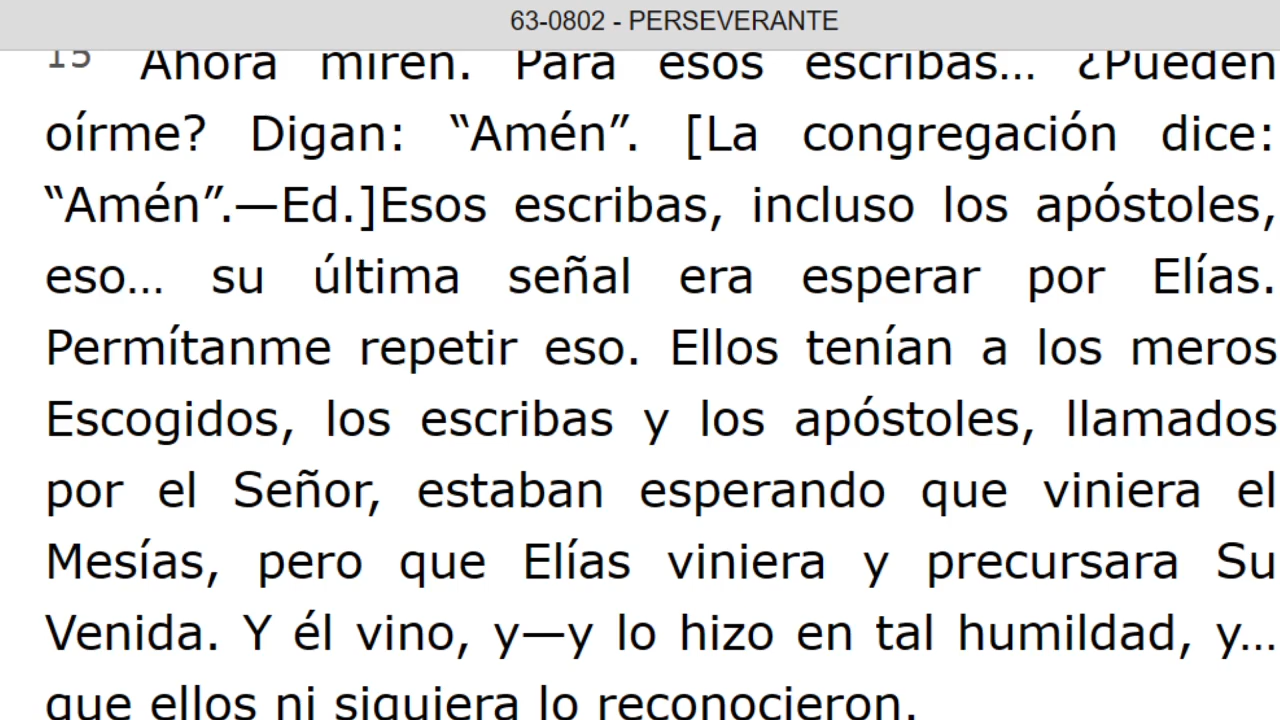 63-0802 - PERSEVERANTE
15 Ahora miren. Para esos escribas… ¿Pueden
oírme? Digan: “Amén”. [La congregación dice:
“Amén”.—Ed.]Esos escribas, incluso los apóstoles,
eso… su última señal era esperar por Elías.
Permítanme repetir eso. Ellos tenían a los meros
Escogidos, los escribas y los apóstoles, llamados
por el Señor, estaban esperando que viniera el
Mesías, pero que Elías viniera y precursara Su
Venida. Y él vino, y—y lo hizo en tal humildad, y…
que ellos ni siquiera lo reconocieron.